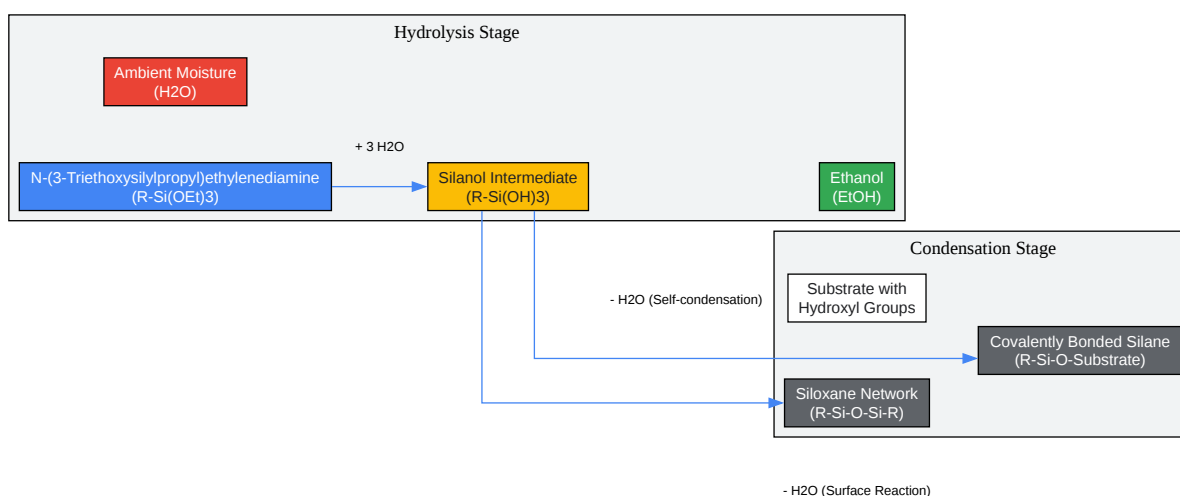 Hydrolysis Stage
Ambient Moisture
(H2O)
+ 3 H2O
N-(3-Triethoxysilylpropyl)ethylenediamine
(R-Si(OEt)3)
Silanol Intermediate
(R-Si(OH)3)
Ethanol
(EtOH)
Condensation Stage
Substrate with
Hydroxyl Groups
- H2O (Self-condensation)
Covalently Bonded Silane
(R-Si-O-Substrate)
Siloxane Network
(R-Si-O-Si-R)
- H2O (Surface Reaction)